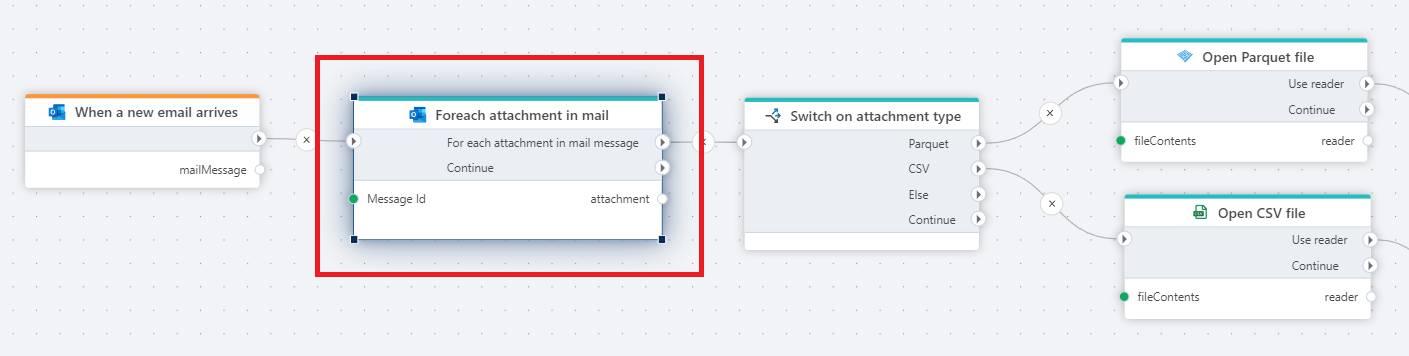 When a new email arrives
mailMessage
Foreach attachment in mail
For each attachment in mail message
Continue
Message Id
attachment
Switch on attachment type
Parquet
CSV
Else
Continue
Open Parquet file
Use reader
Continue
fileContents
reader
Open CSV file
Use reader
Continue
fileContents
reader